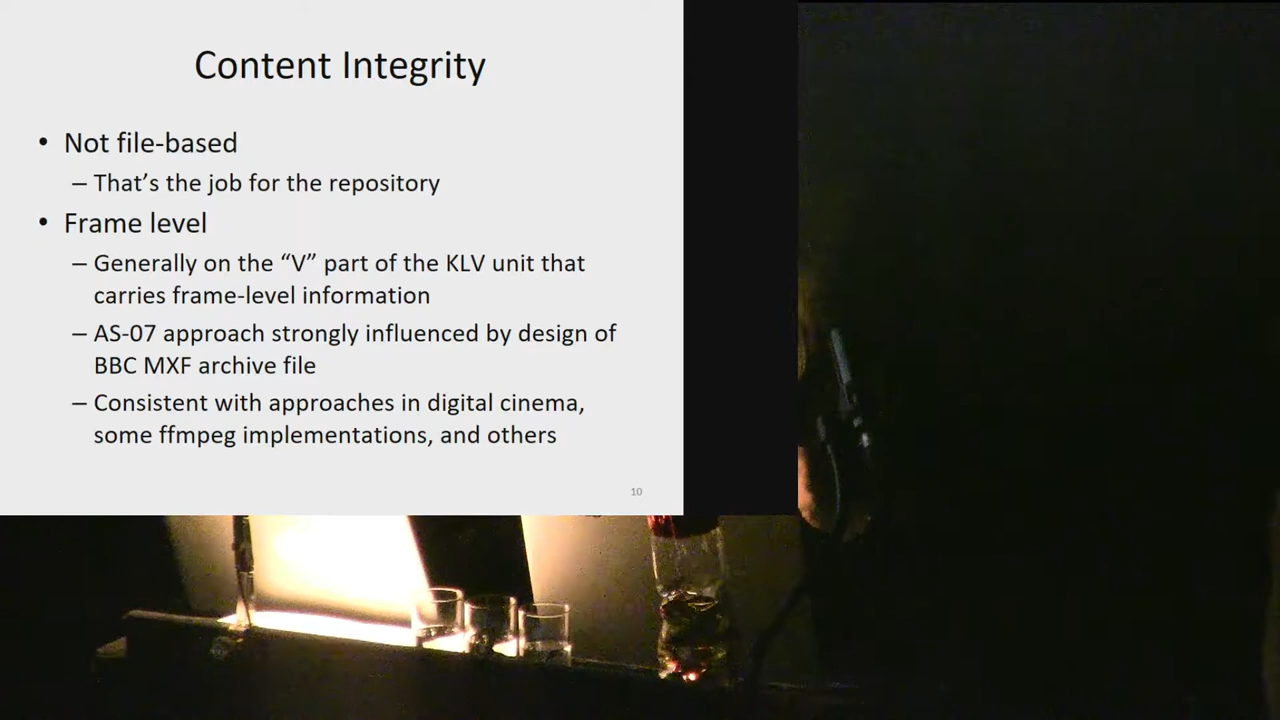 Content Integrity
• Not file-based
– That’s the job for the repository
• Frame level
– Generally on the “V” part of the KLV unit that
carries frame-level information
– AS-07 approach strongly influenced by design of
BBC MXF archive file
– Consistent with approaches in digital cinema,
some ffmpeg implementations, and others
10